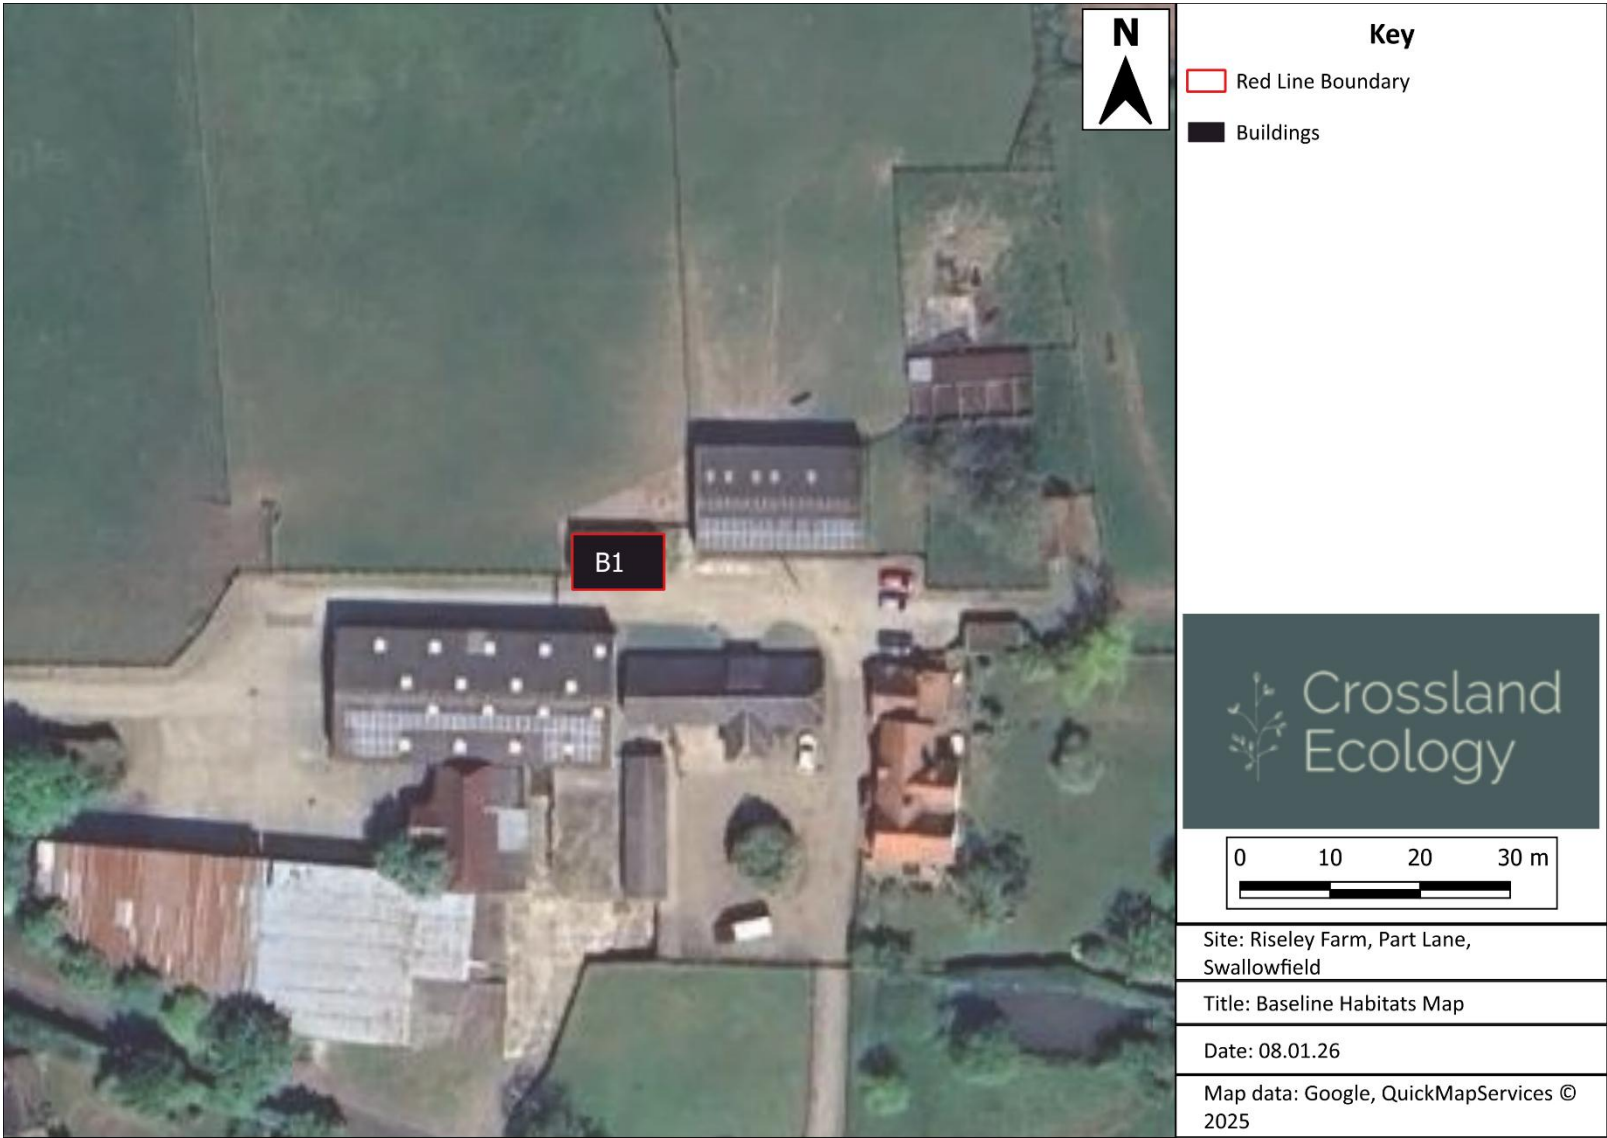 N
Key
Red Line Boundary
Buildings
B1
Crossland
Ecology
0 10 20 30 m
Site: Riseley Farm, Part Lane,
Swallowfield
Title: Baseline Habitats Map
Date: 08.01.26
Map data: Google, QuickMapServices ©
2025